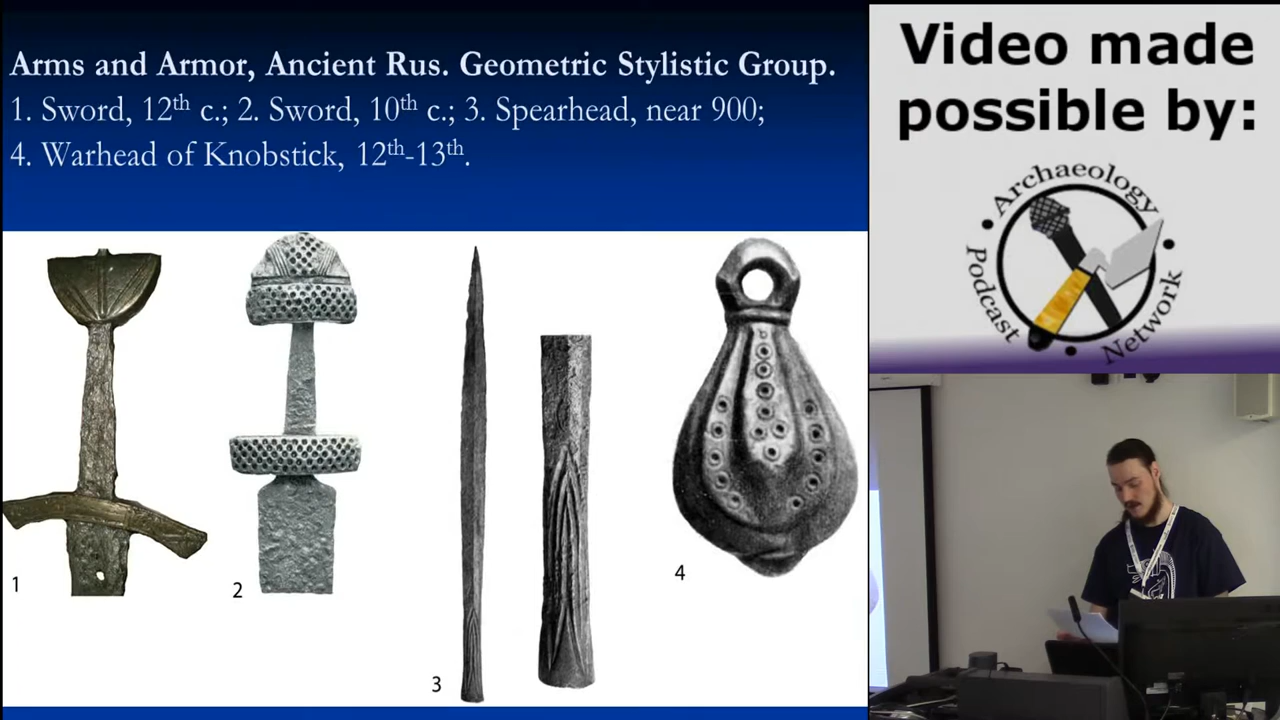 Arms and Armor, Ancient Rus. Geometric Stylistic Group.
1. Sword, 12th c.; 2. Sword, 10th c.; 3. Spearhead, near 900;
4. Warhead of Knobstick, 12th-13th.
1
2
3
4
Video made
possible by:
Archaeology
Podcast
Network